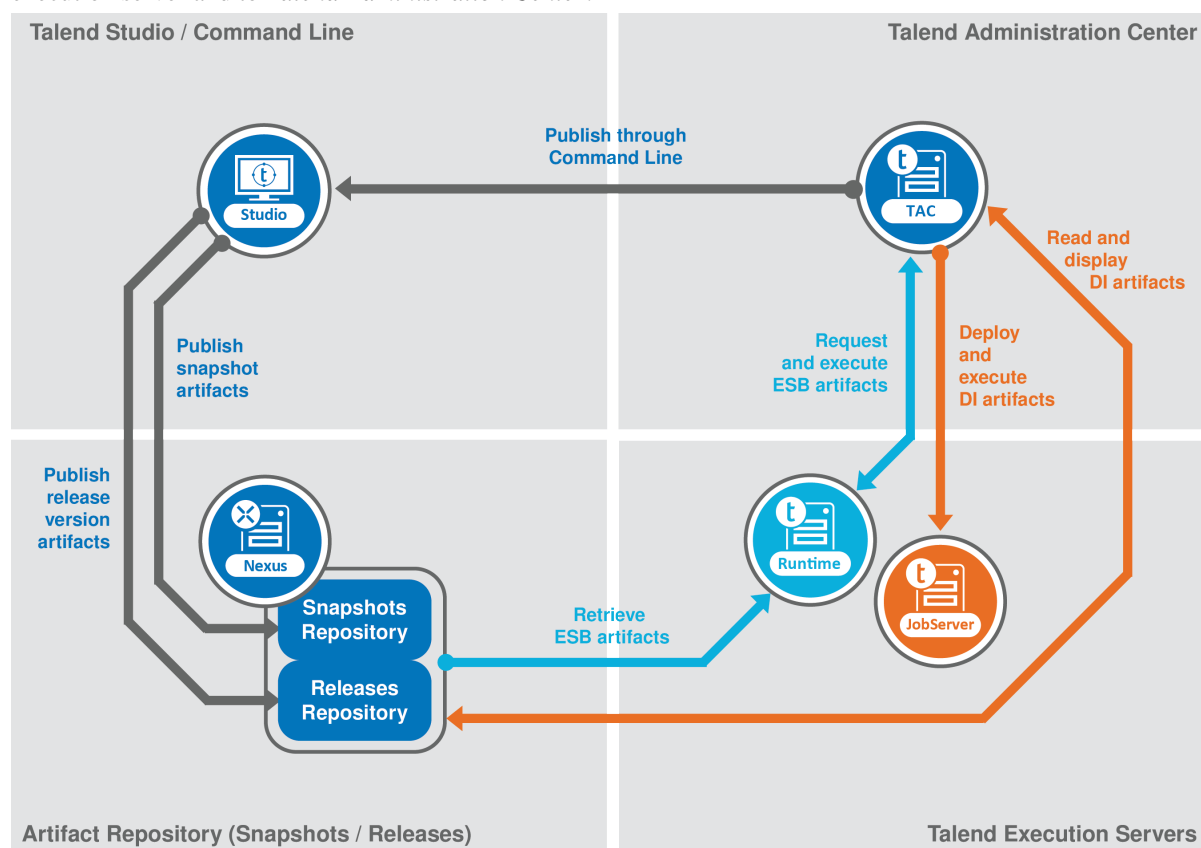 Talend Studio / Command Line
Talend Administration Center
Publish through
Command Line
Studio
TAC
Read and
display
DI artifacts
Publish
snapshot
artifacts
Request
and execute
ESB artifacts
Deploy
and
execute
DI artifacts
Publish
release
version
artifacts
Nexus
Runtime
Snapshots
Repository
Retrieve
ESB artifacts
JobServer
Releases
Repository
Artifact Repository (Snapshots / Releases)
Talend Execution Servers